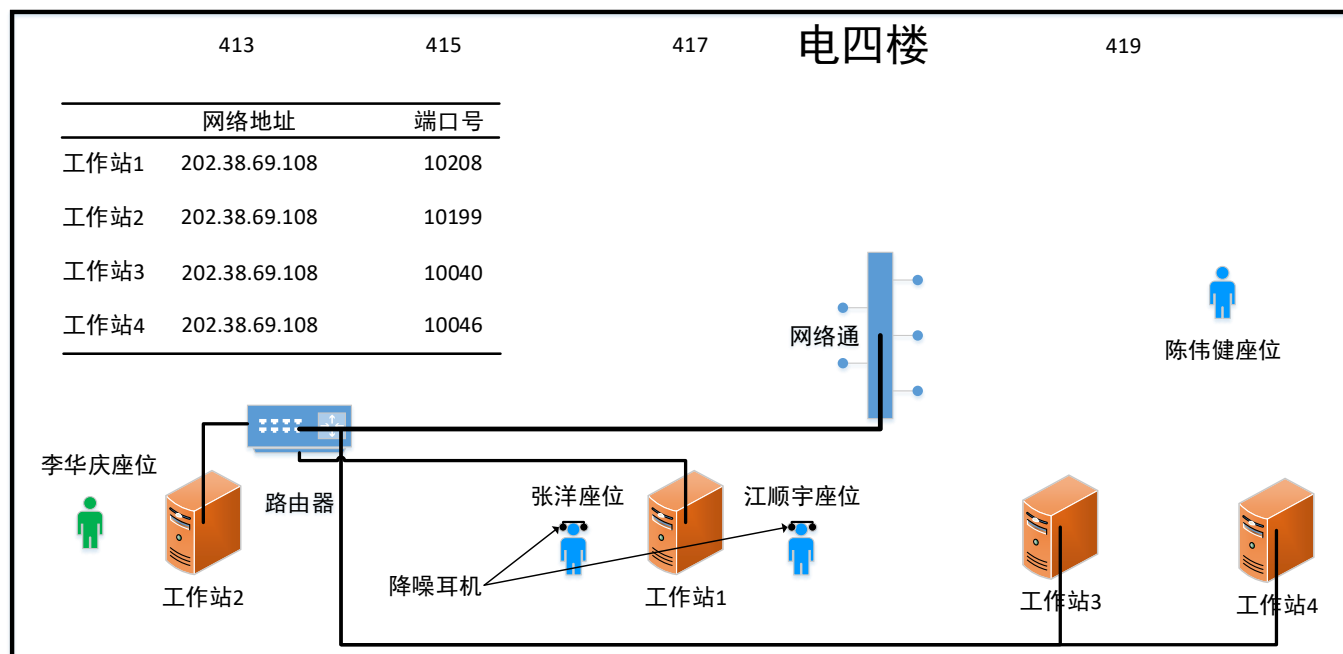 电四楼
413 415 417 419
网络地址 端口号
工作站1 202.38.69.108 10208
工作站2 202.38.69.108 10199
工作站3 202.38.69.108 10040
工作站4 202.38.69.108 10046
网络通
陈伟健座位
李华庆座位
路由器
张洋座位
江顺宇座位
降噪耳机
工作站2
工作站1
工作站3
工作站4